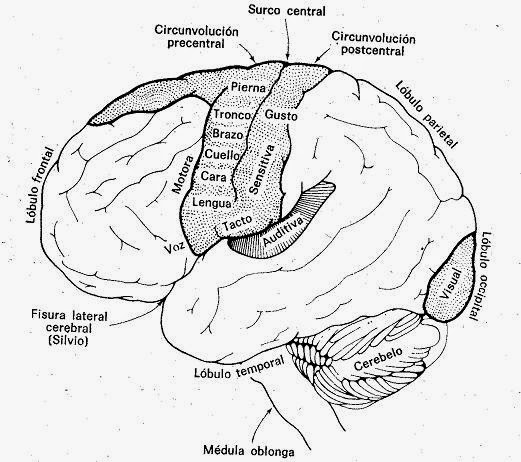 Surco central
Circunvolución
precentral
Circunvolución
postcentral
Lóbulo frontal
Lóbulo parietal
Pierna
Tronco
Gusto
Brazo
Cuello
Cara
Motora
Sensitiva
Lengua
Tacto
Voz
Auditiva
Visual
Lóbulo occipital
Fisura lateral
cerebral
(Silvio)
Lóbulo temporal
Cerebelo
Médula oblonga